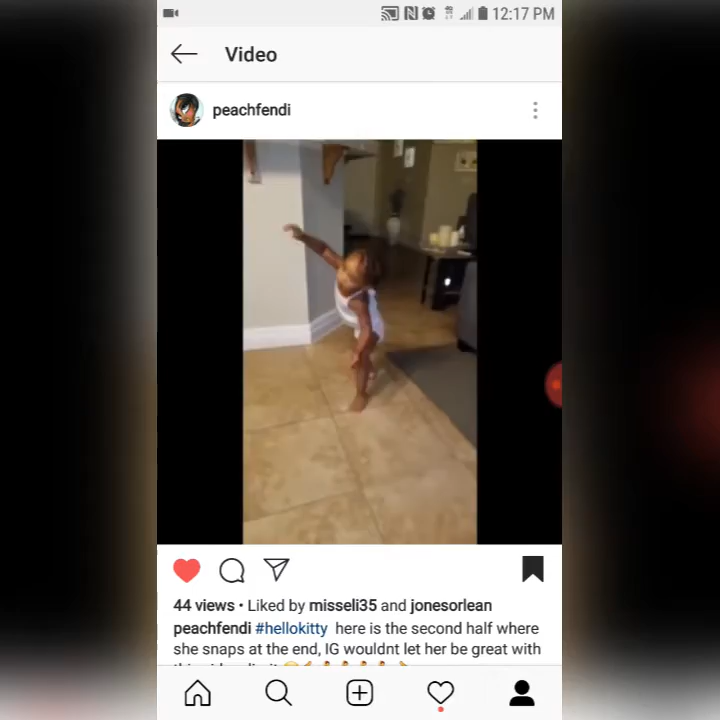 12:17 PM
Video
peachfendi
44 views • Liked by misseli35 and jonesorlean
peachfendi #hellokitty here is the second half where
she snaps at the end, IG wouldnt let her be great with